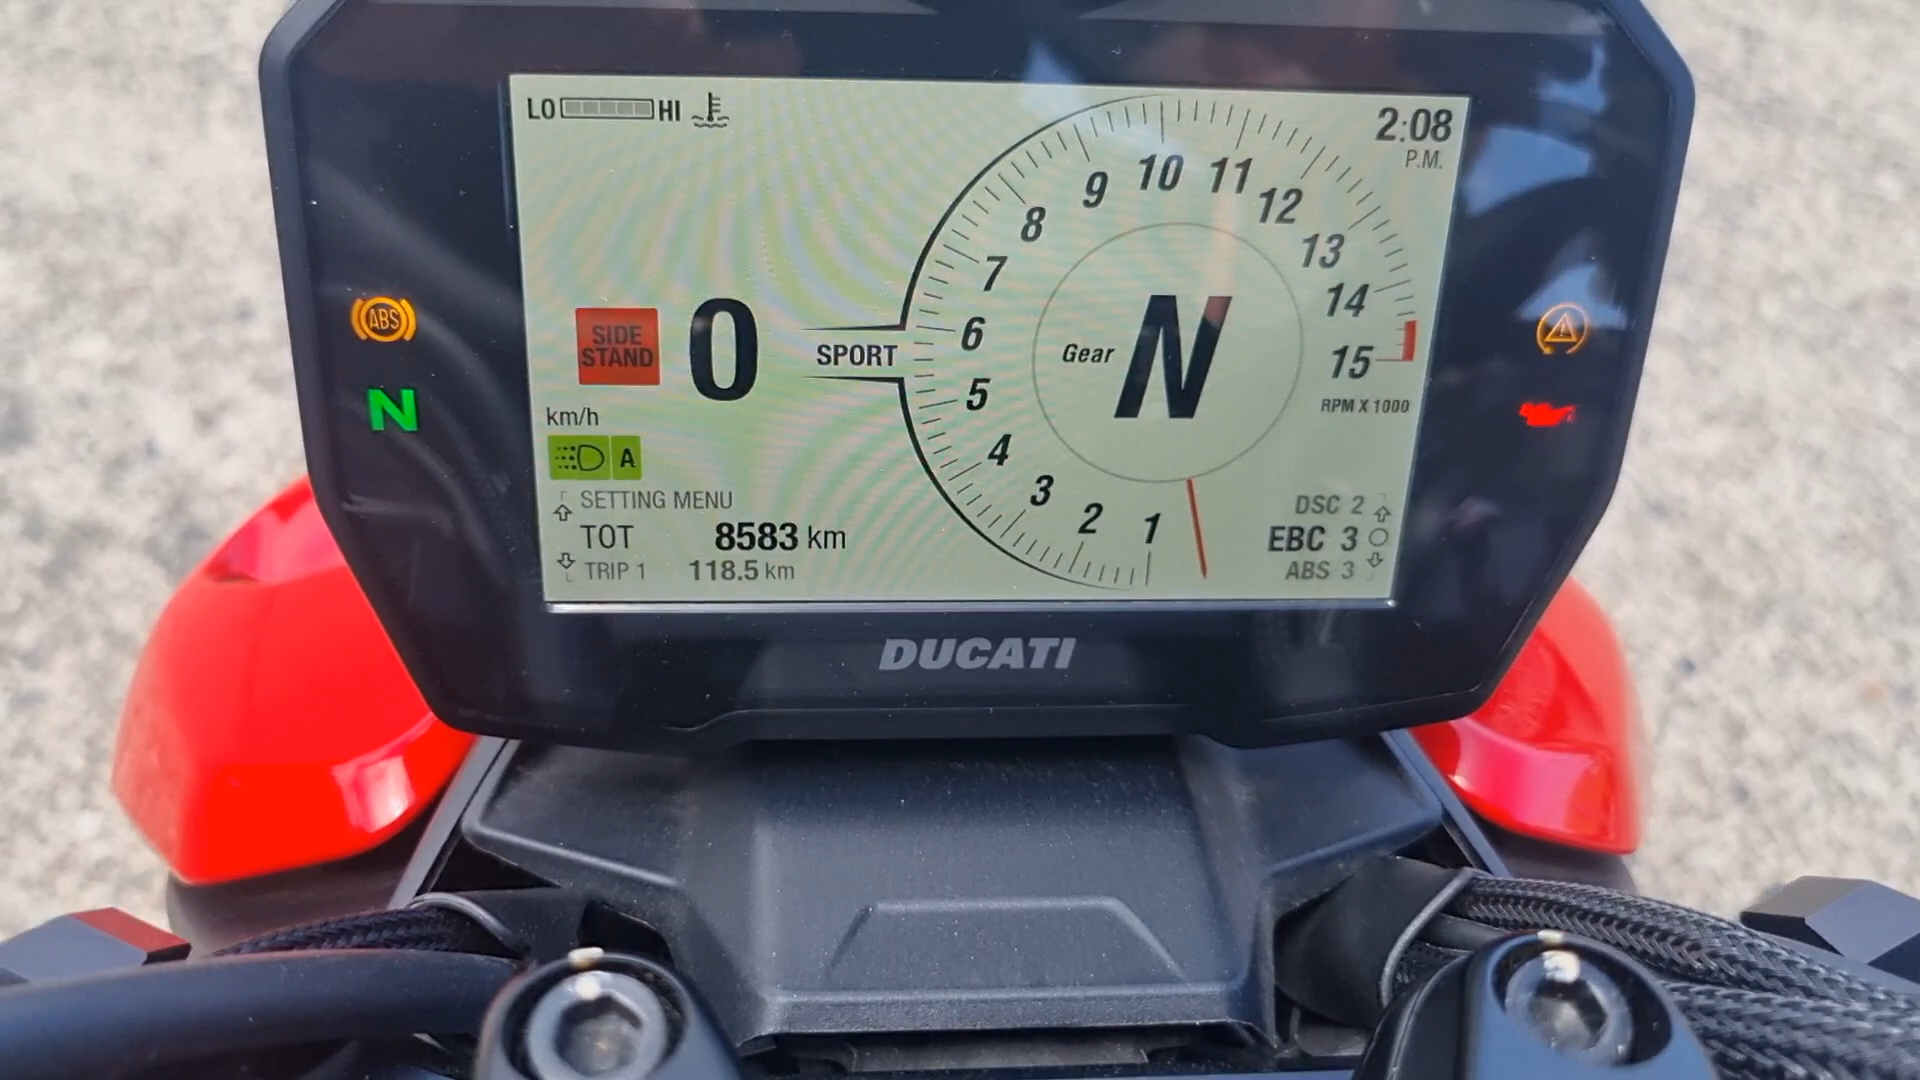 LO HI
2:08
P.M.
10 11
9 12
8 13
7 14
6 15
5
4
3
2
1
RPM X 1000
ABS
N
SIDE
STAND
0
SPORT
Gear N
km/h
A
SETTING MENU
TOT 8583 km
TRIP 1 118.5 km
DSC 2
EBC 3
ABS 3
DUCATI